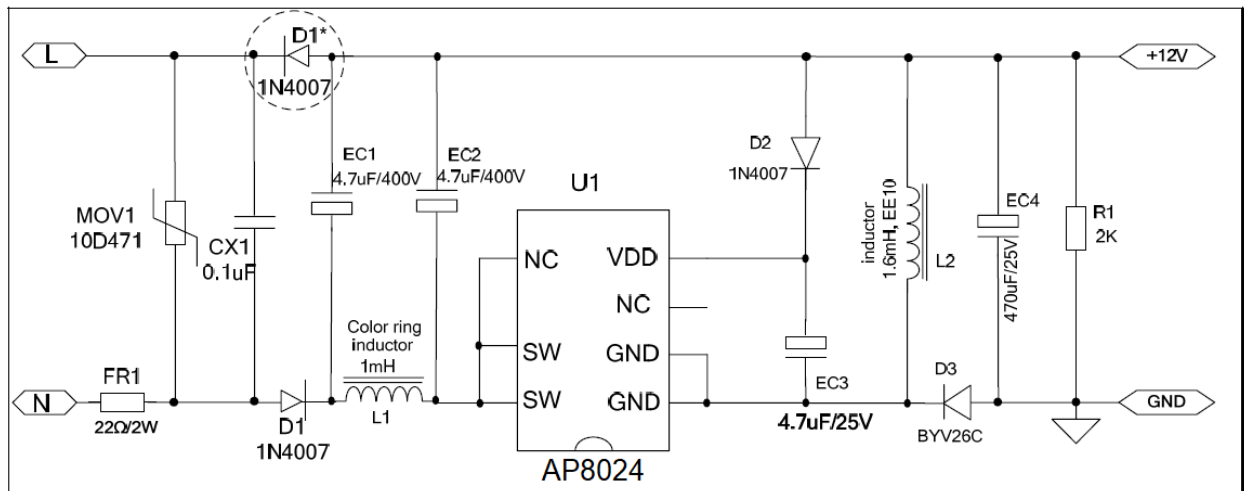 L
D1*
1N4007
+12V
EC1
4.7uF/400V
EC2
4.7uF/400V
D2
1N4007
U1
MOV1
10D471
CX1
0.1uF
NC
VDD
NC
SW
GND
SW
GND
inductor
1.6mH, EE10
L2
EC4
470uF/25V
R1
2K
Color ring
inductor
1mH
L1
N
FR1
22Ω/2W
D1
1N4007
EC3
4.7uF/25V
D3
BYV26C
GND
AP8024